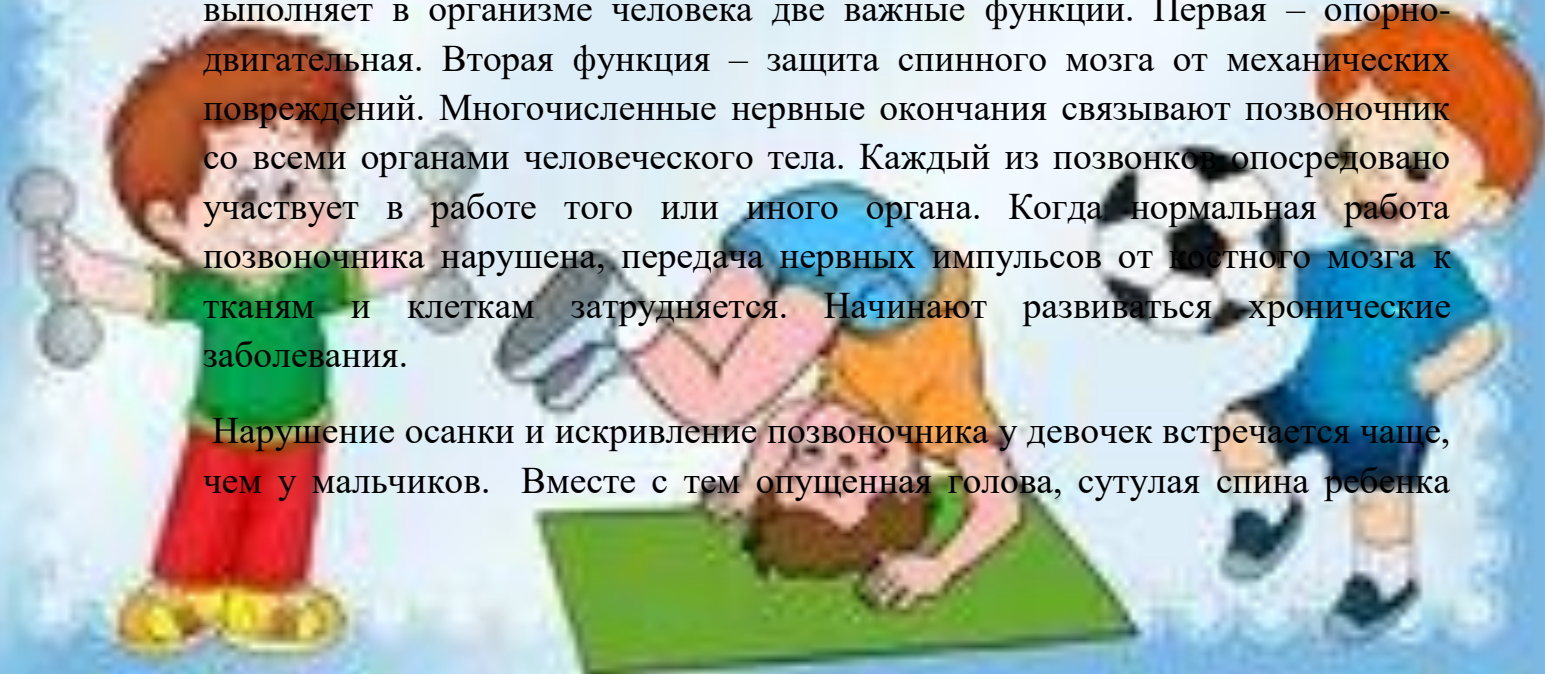 выполняет в организме человека две важные функции. Первая – опорно-
двигательная. Вторая функция – защита спинного мозга от механических
повреждений. Многочисленные нервные окончания связывают позвоночник
со всеми органами человеческого тела. Каждый из позвонков опосредовано
участвует в работе того или иного органа. Когда нормальная работа
позвоночника нарушена, передача нервных импульсов от костного мозга к
тканям и клеткам затрудняется. Начинают развиваться хронические
заболевания.
Нарушение осанки и искривление позвоночника у девочек встречается чаще,
чем у мальчиков. Вместе с тем опущенная голова, сутулая спина ребенка